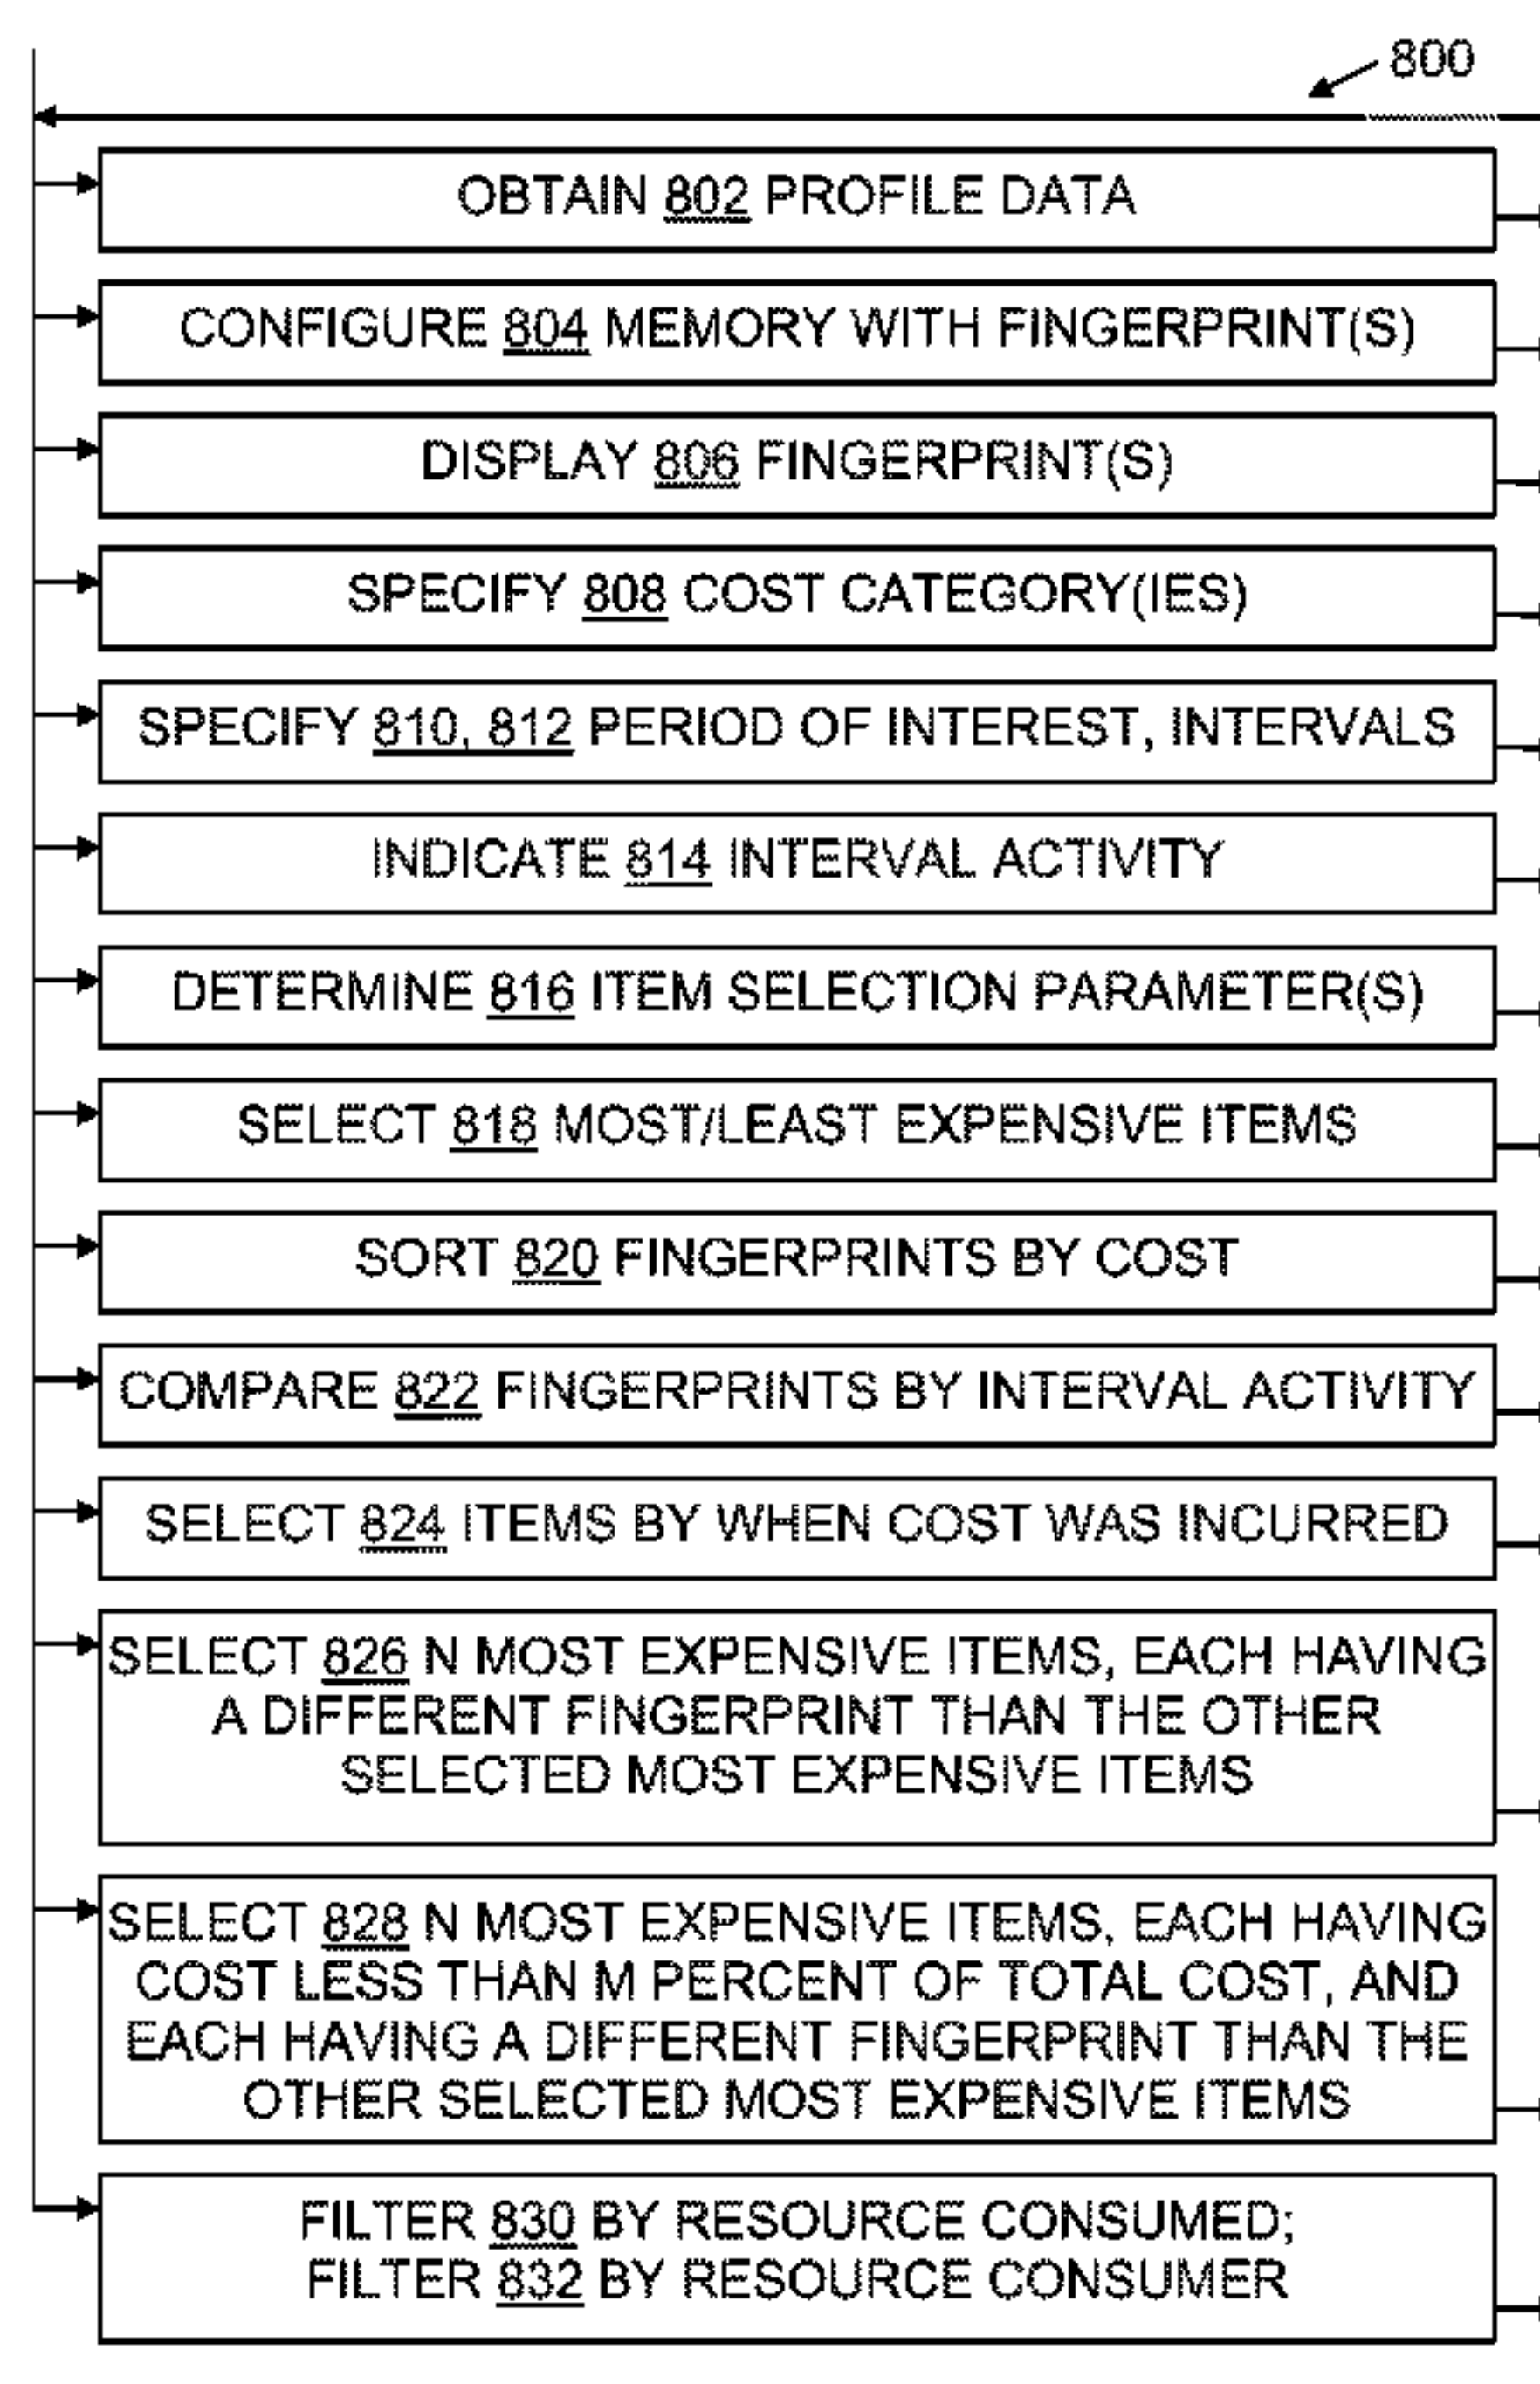 800
OBTAIN 802 PROFILE DATA
CONFIGURE 804 MEMORY WITH FINGERPRINT(S)
DISPLAY 806 FINGERPRINT(S)
SPECIFY 808 COST CATEGORY(IES)
SPECIFY 810, 812 PERIOD OF INTEREST, INTERVALS
INDICATE 814 INTERVAL ACTIVITY
DETERMINE 816 ITEM SELECTION PARAMETER(S)
SELECT 818 MOST/LEAST EXPENSIVE ITEMS
SORT 820 FINGERPRINTS BY COST
COMPARE 822 FINGERPRINTS BY INTERVAL ACTIVITY
SELECT 824 ITEMS BY WHEN COST WAS INCURRED
SELECT 826 N MOST EXPENSIVE ITEMS, EACH HAVING
A DIFFERENT FINGERPRINT THAN THE OTHER
SELECTED MOST EXPENSIVE ITEMS
SELECT 828 N MOST EXPENSIVE ITEMS, EACH HAVING
COST LESS THAN M PERCENT OF TOTAL COST, AND
EACH HAVING A DIFFERENT FINGERPRINT THAN THE
OTHER SELECTED MOST EXPENSIVE ITEMS
FILTER 830 BY RESOURCE CONSUMED;
FILTER 832 BY RESOURCE CONSUMER